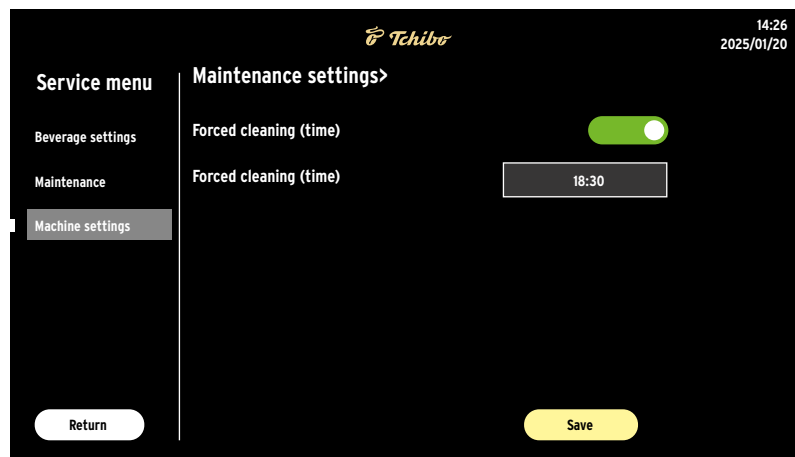 Tchibo
14:26
2025/01/20
Service menu
Beverage settings
Maintenance
Machine settings
Return
Maintenance settings>
Forced cleaning (time)
Forced cleaning (time)
18:30
Save